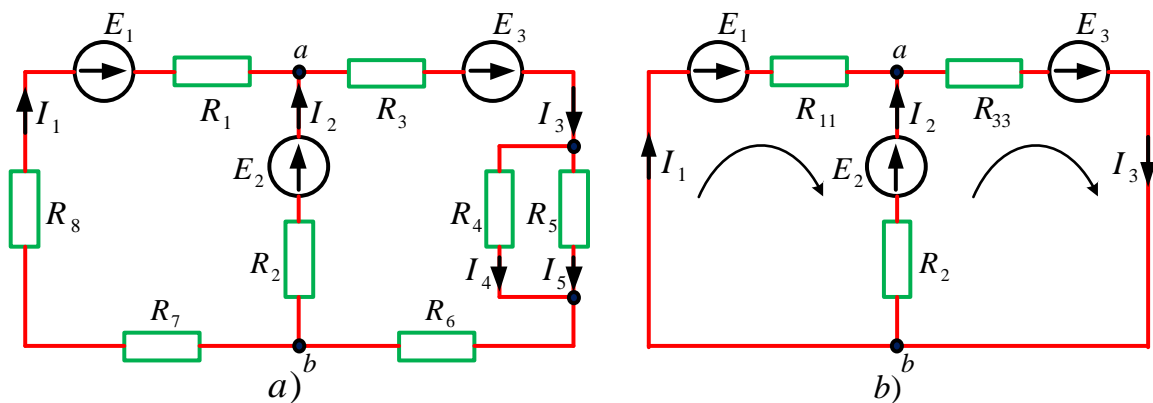 E1 a E3 E1 a E3
R1 R3 R11 R33
I1 I2 I3 I1 I2 I3
E2 E2
R8 R4 R5
R2 I4 I5 R2
R7 R6
b b
a) b)